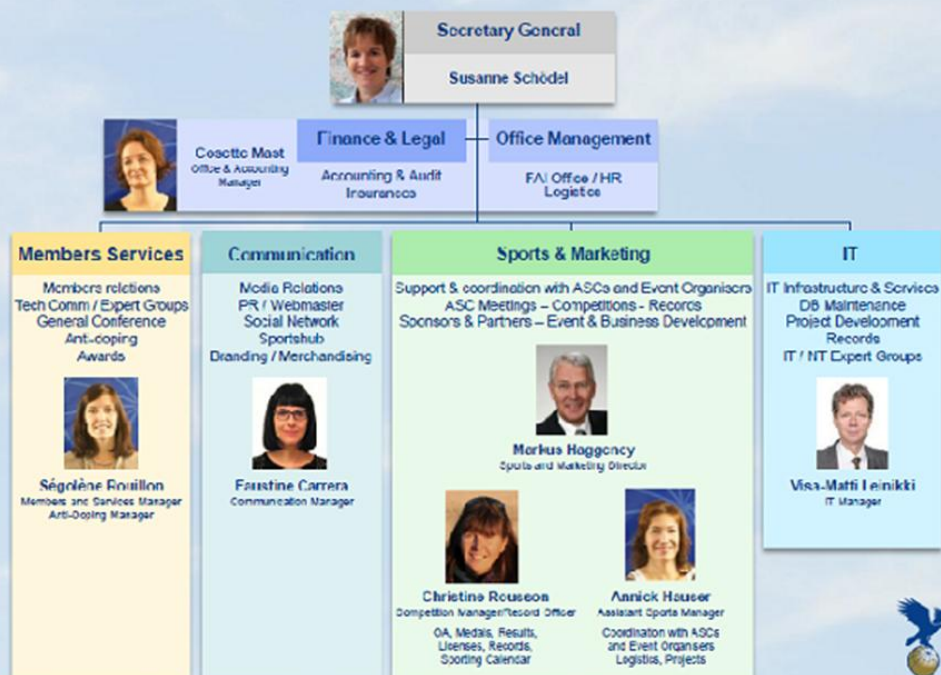 Secretary General
Susanne Schödel
Cosette Mast
Office & Accounting
Manager
Finance & Legal
Accounting & Audit
Insurances
Office Management
FAI Office / HR
Logistics
Members Services
Members relations
Tech Comm / Expert Groups
General Conference
Anti-doping
Awards
Ségolène Rouillon
Members and Services Manager
Anti-Doping Manager
Communication
Media Relations
PR / Webmaster
Social Network
Sportshub
Branding / Merchandising
Faustine Carrera
Communication Manager
Sports & Marketing
Support & coordination with ASCs and Event Organisers
ASC Meetings – Competitions - Records
Sponsors & Partners – Event & Business Development
Markus Haggeney
Sports and Marketing Director
Christine Rousson
Competition Manager/Record Officer
OA, Medals, Results,
Licenses, Records,
Sporting Calendar
Annick Hauser
Assistant Sports Manager
Coordination with ASCs
and Event Organisers
Logistics, Projects
IT
IT Infrastructure & Services
DB Maintenance
Project Development
Records
IT / NT Expert Groups
Visa-Matti Leinikki
IT Manager